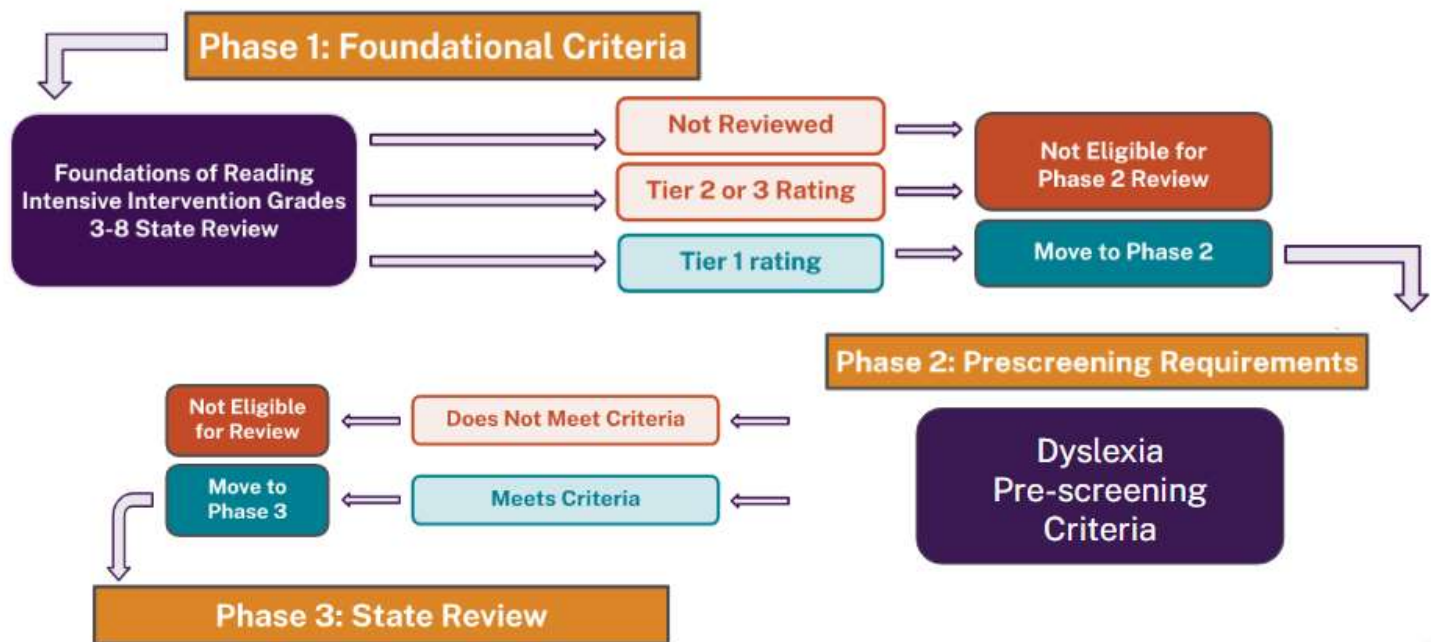 Phase 1: Foundational Criteria
Foundations of Reading
Intensive Intervention Grades
3-8 State Review
Not Reviewed
Tier 2 or 3 Rating
Tier 1 rating
Not Eligible for
Phase 2 Review
Move to Phase 2
Phase 2: Prescreening Requirements
Dyslexia
Pre-screening
Criteria
Does Not Meet Criteria
Meets Criteria
Not Eligible
for Review
Move to
Phase 3
Phase 3: State Review